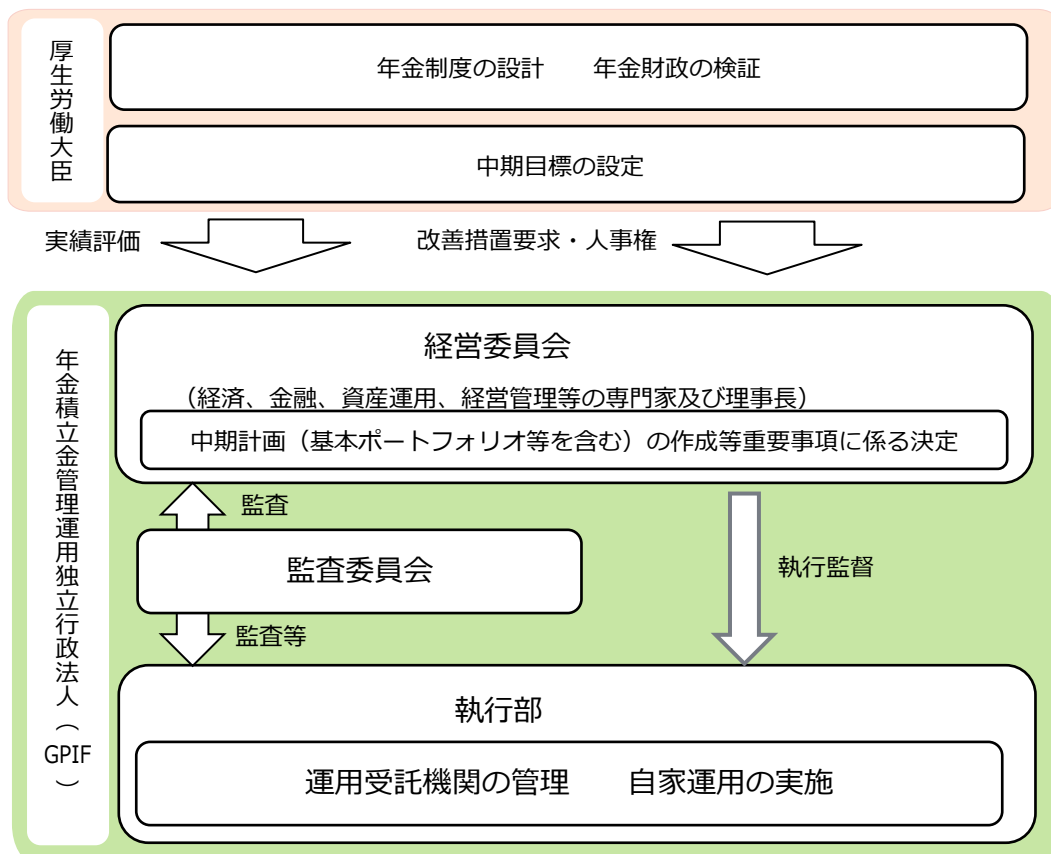 厚生労働大臣
年金制度の設計　　年金財政の検証
中期目標の設定
実績評価
改善措置要求・人事権
年金積立金管理運用独立行政法人（GPIF）
経営委員会
（経済、金融、資産運用、経営管理等の専門家及び理事長）
中期計画（基本ポートフォリオ等を含む）の作成等重要事項に係る決定
監査
監査委員会
執行監督
監査等
執行部
運用受託機関の管理　　自家運用の実施